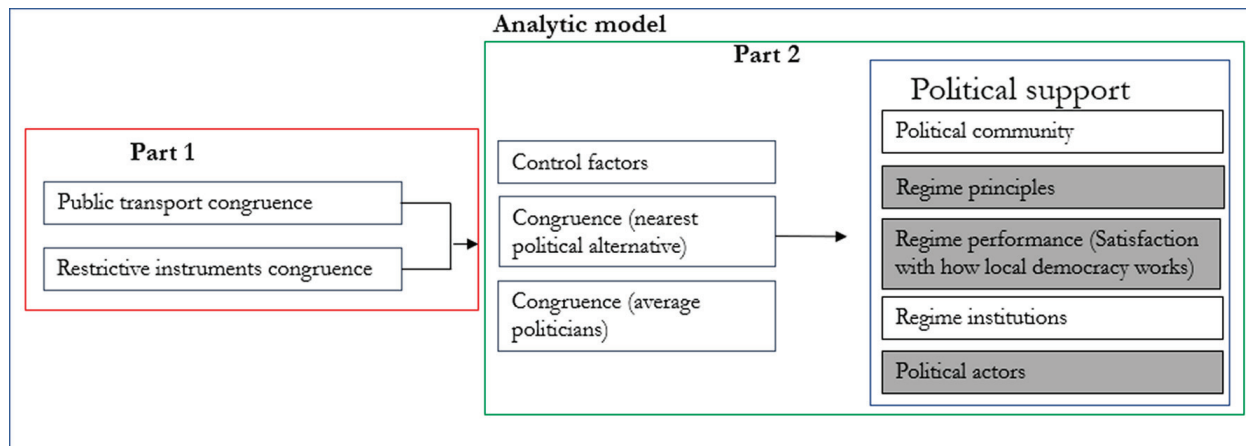 Analytic model
Part 1
Public transport congruence
Restrictive instruments congruence
Part 2
Control factors
Congruence (nearest
political alternative)
Congruence (average
politicians)
Political support
Political community
Regime principles
Regime performance (Satisfaction
with how local democracy works)
Regime institutions
Political actors